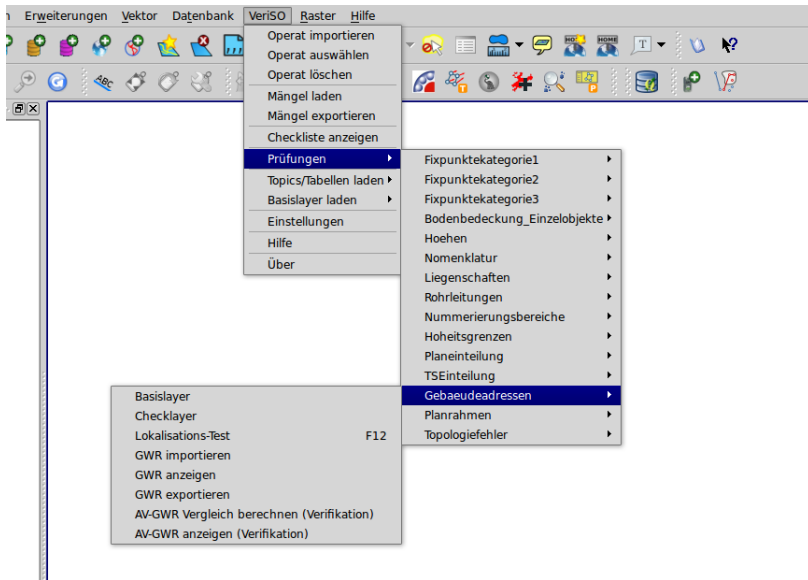 Erweiterungen Vektor Datenbank VeriSO Raster Hilfe
Operat importieren
Operat auswählen
Operat löschen
Mängel laden
Mängel exportieren
Checkliste anzeigen
Prüfungen
Topics/Tabellen laden
Basislayer laden
Einstellungen
Hilfe
Über
Fixpunktekategorie1
Fixpunktekategorie2
Fixpunktekategorie3
Bodenbedeckung_Einzelobjekte
Hoehen
Nomenklatur
Liegenschaften
Rohrleitungen
Nummerierungsbereiche
Hoheitsgrenzen
Planeinteilung
TSEinteilung
Gebaeudeadressen
Planrahmen
Topologiefehler
Basislayer
Checklayer
Lokalisations-Test F12
GWR importieren
GWR anzeigen
GWR exportieren
AV-GWR Vergleich berechnen (Verifikation)
AV-GWR anzeigen (Verifikation)
HOME
T
ABC
P